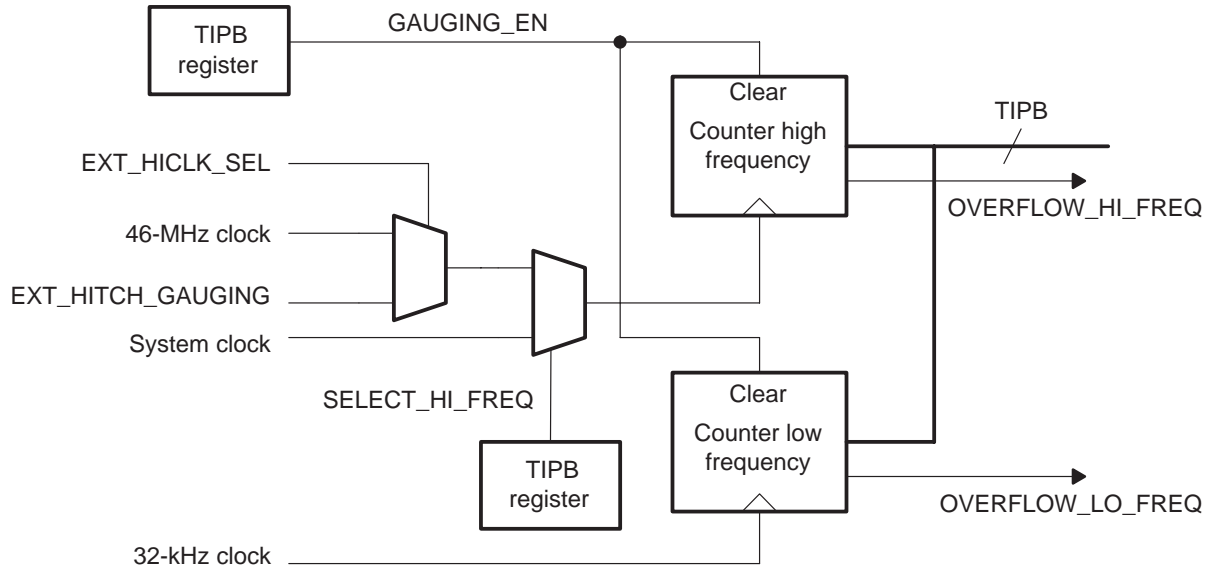 TIPB
register
GAUGING_EN
Clear
Counter high
frequency
TIPB
OVERFLOW_HI_FREQ
EXT_HICLK_SEL
46-MHz clock
EXT_HITCH_GAUGING
System clock
SELECT_HI_FREQ
TIPB
register
Clear
Counter low
frequency
OVERFLOW_LO_FREQ
32-kHz clock